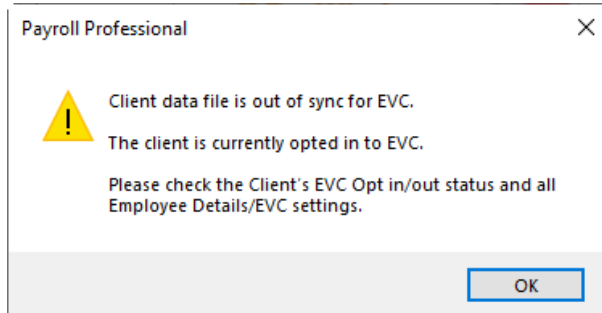 Payroll Professional
Client data file is out of sync for EVC.
The client is currently opted in to EVC.
Please check the Client's EVC Opt in/out status and all
Employee Details/EVC settings.
OK